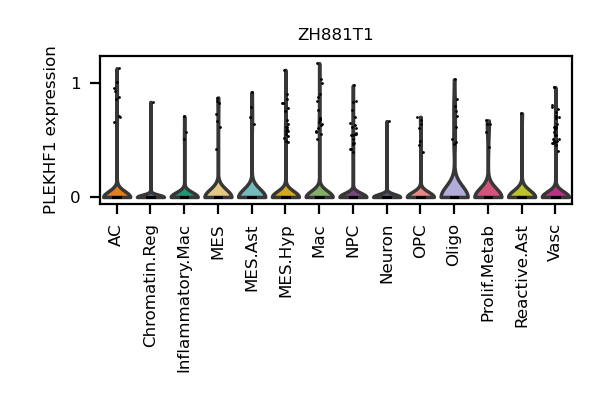 ZH881T1
PLEKHF1 expression
1
0
AC
Chromatin.Reg
Inflammatory.Mac
MES
MES.Ast
MES.Hyp
Mac
NPC
Neuron
OPC
Oligo
Prolif.Metab
Reactive.Ast
Vasc